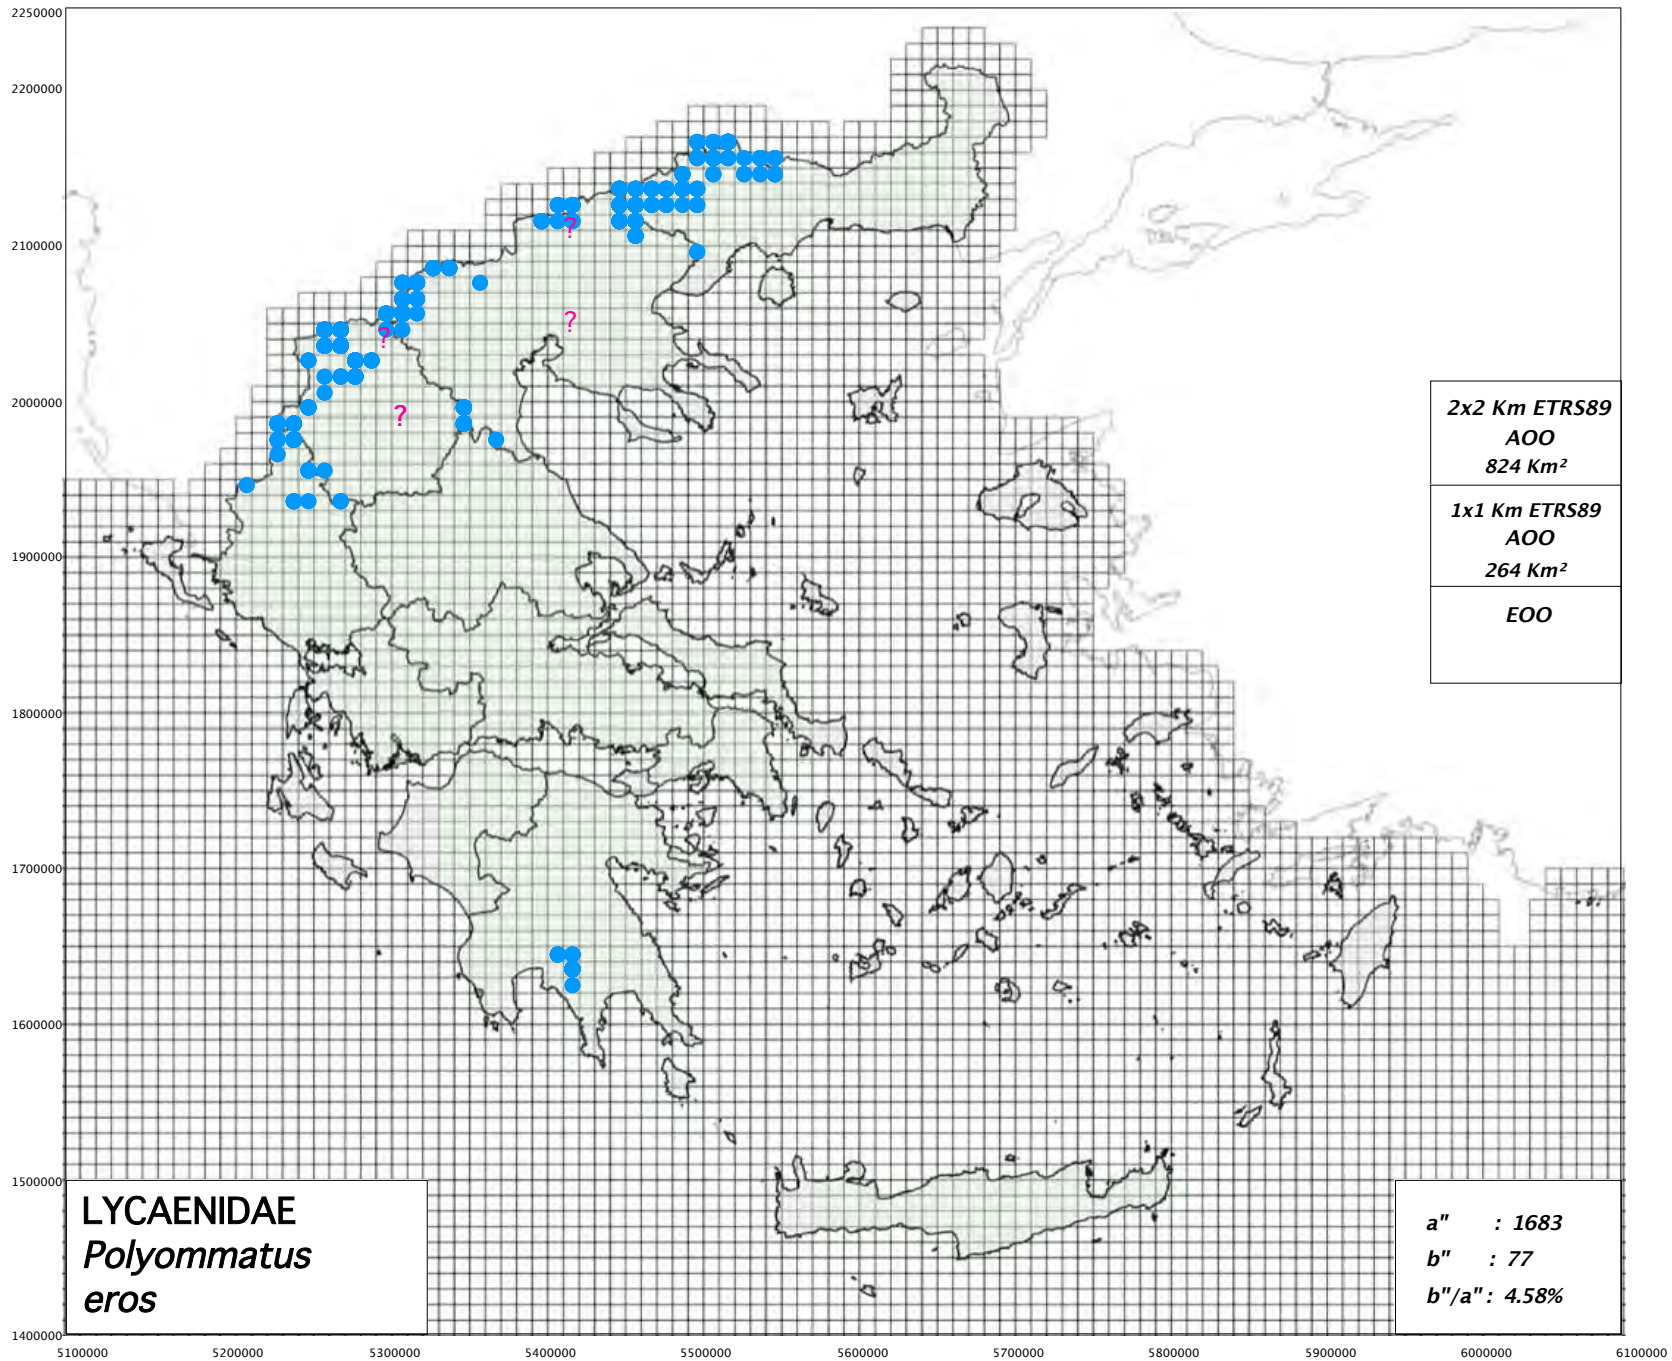 2250000
2200000
2100000
2000000
1900000
1800000
1700000
1600000
1500000
1400000
?
?
?
?
2x2 Km ETRS89
AOO
824 Km²
1x1 Km ETRS89
AOO
264 Km²
EOO
LYCAENIDAE
Polyommatus
eros
a" : 1683
b" : 77
b"/a" : 4.58%
5100000 5200000 5300000 5400000 5500000 5600000 5700000 5800000 5900000 6000000 6100000